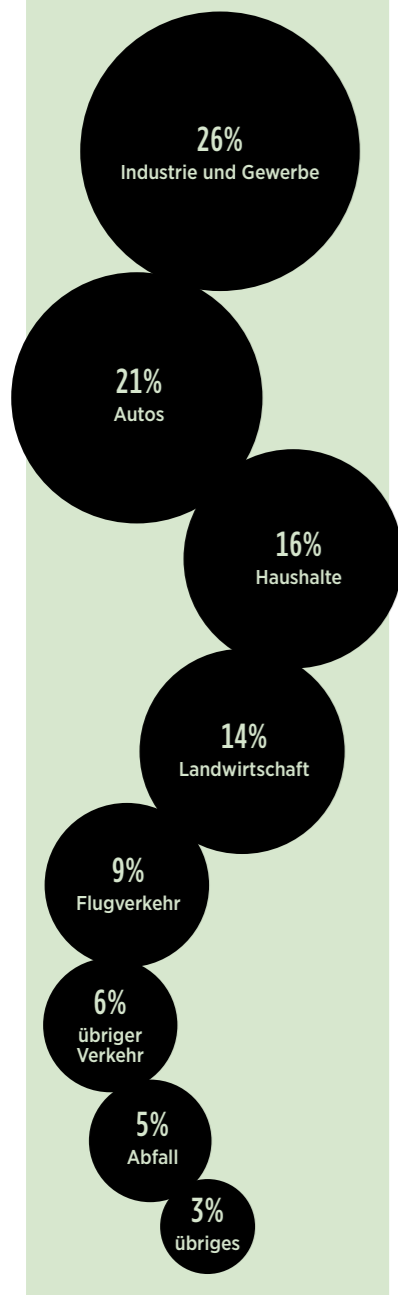 26%
Industrie und Gewerbe
21%
Autos
16%
Haushalte
14%
Landwirtschaft
9%
Flugverkehr
6%
übriger
Verkehr
5%
Abfall
3%
übriges